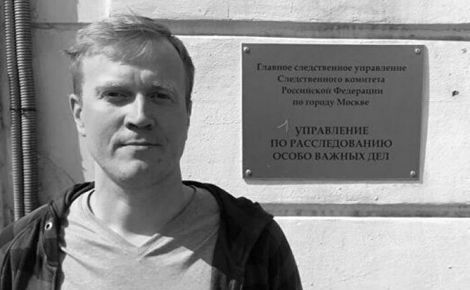 Главное следственное управление
Следственного комитета
Российской Федерации
по городу Москве
УПРАВЛЕНИЕ
ПО РАССЛЕДОВАНИЮ
ОСОБО ВАЖНЫХ ДЕЛ